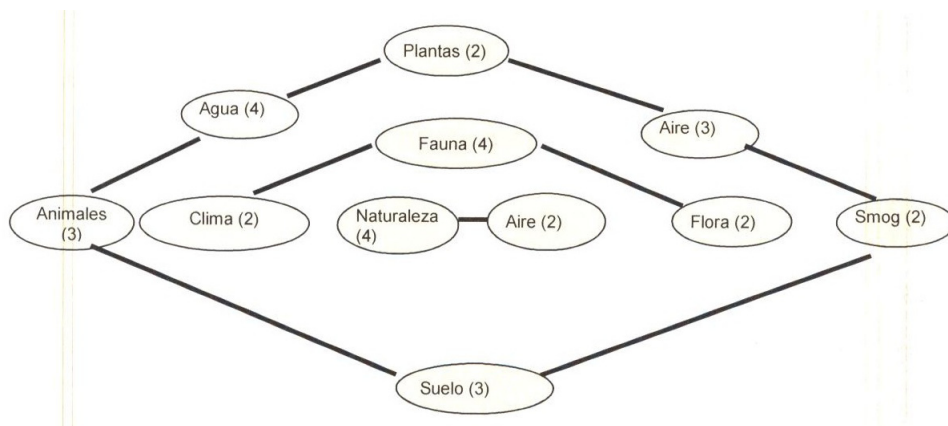 Plantas (2)
Agua (4)
Aire (3)
Fauna (4)
Animales
(3)
Clima (2)
Naturaleza
(4)
Aire (2)
Flora (2)
Smog (2)
Suelo (3)